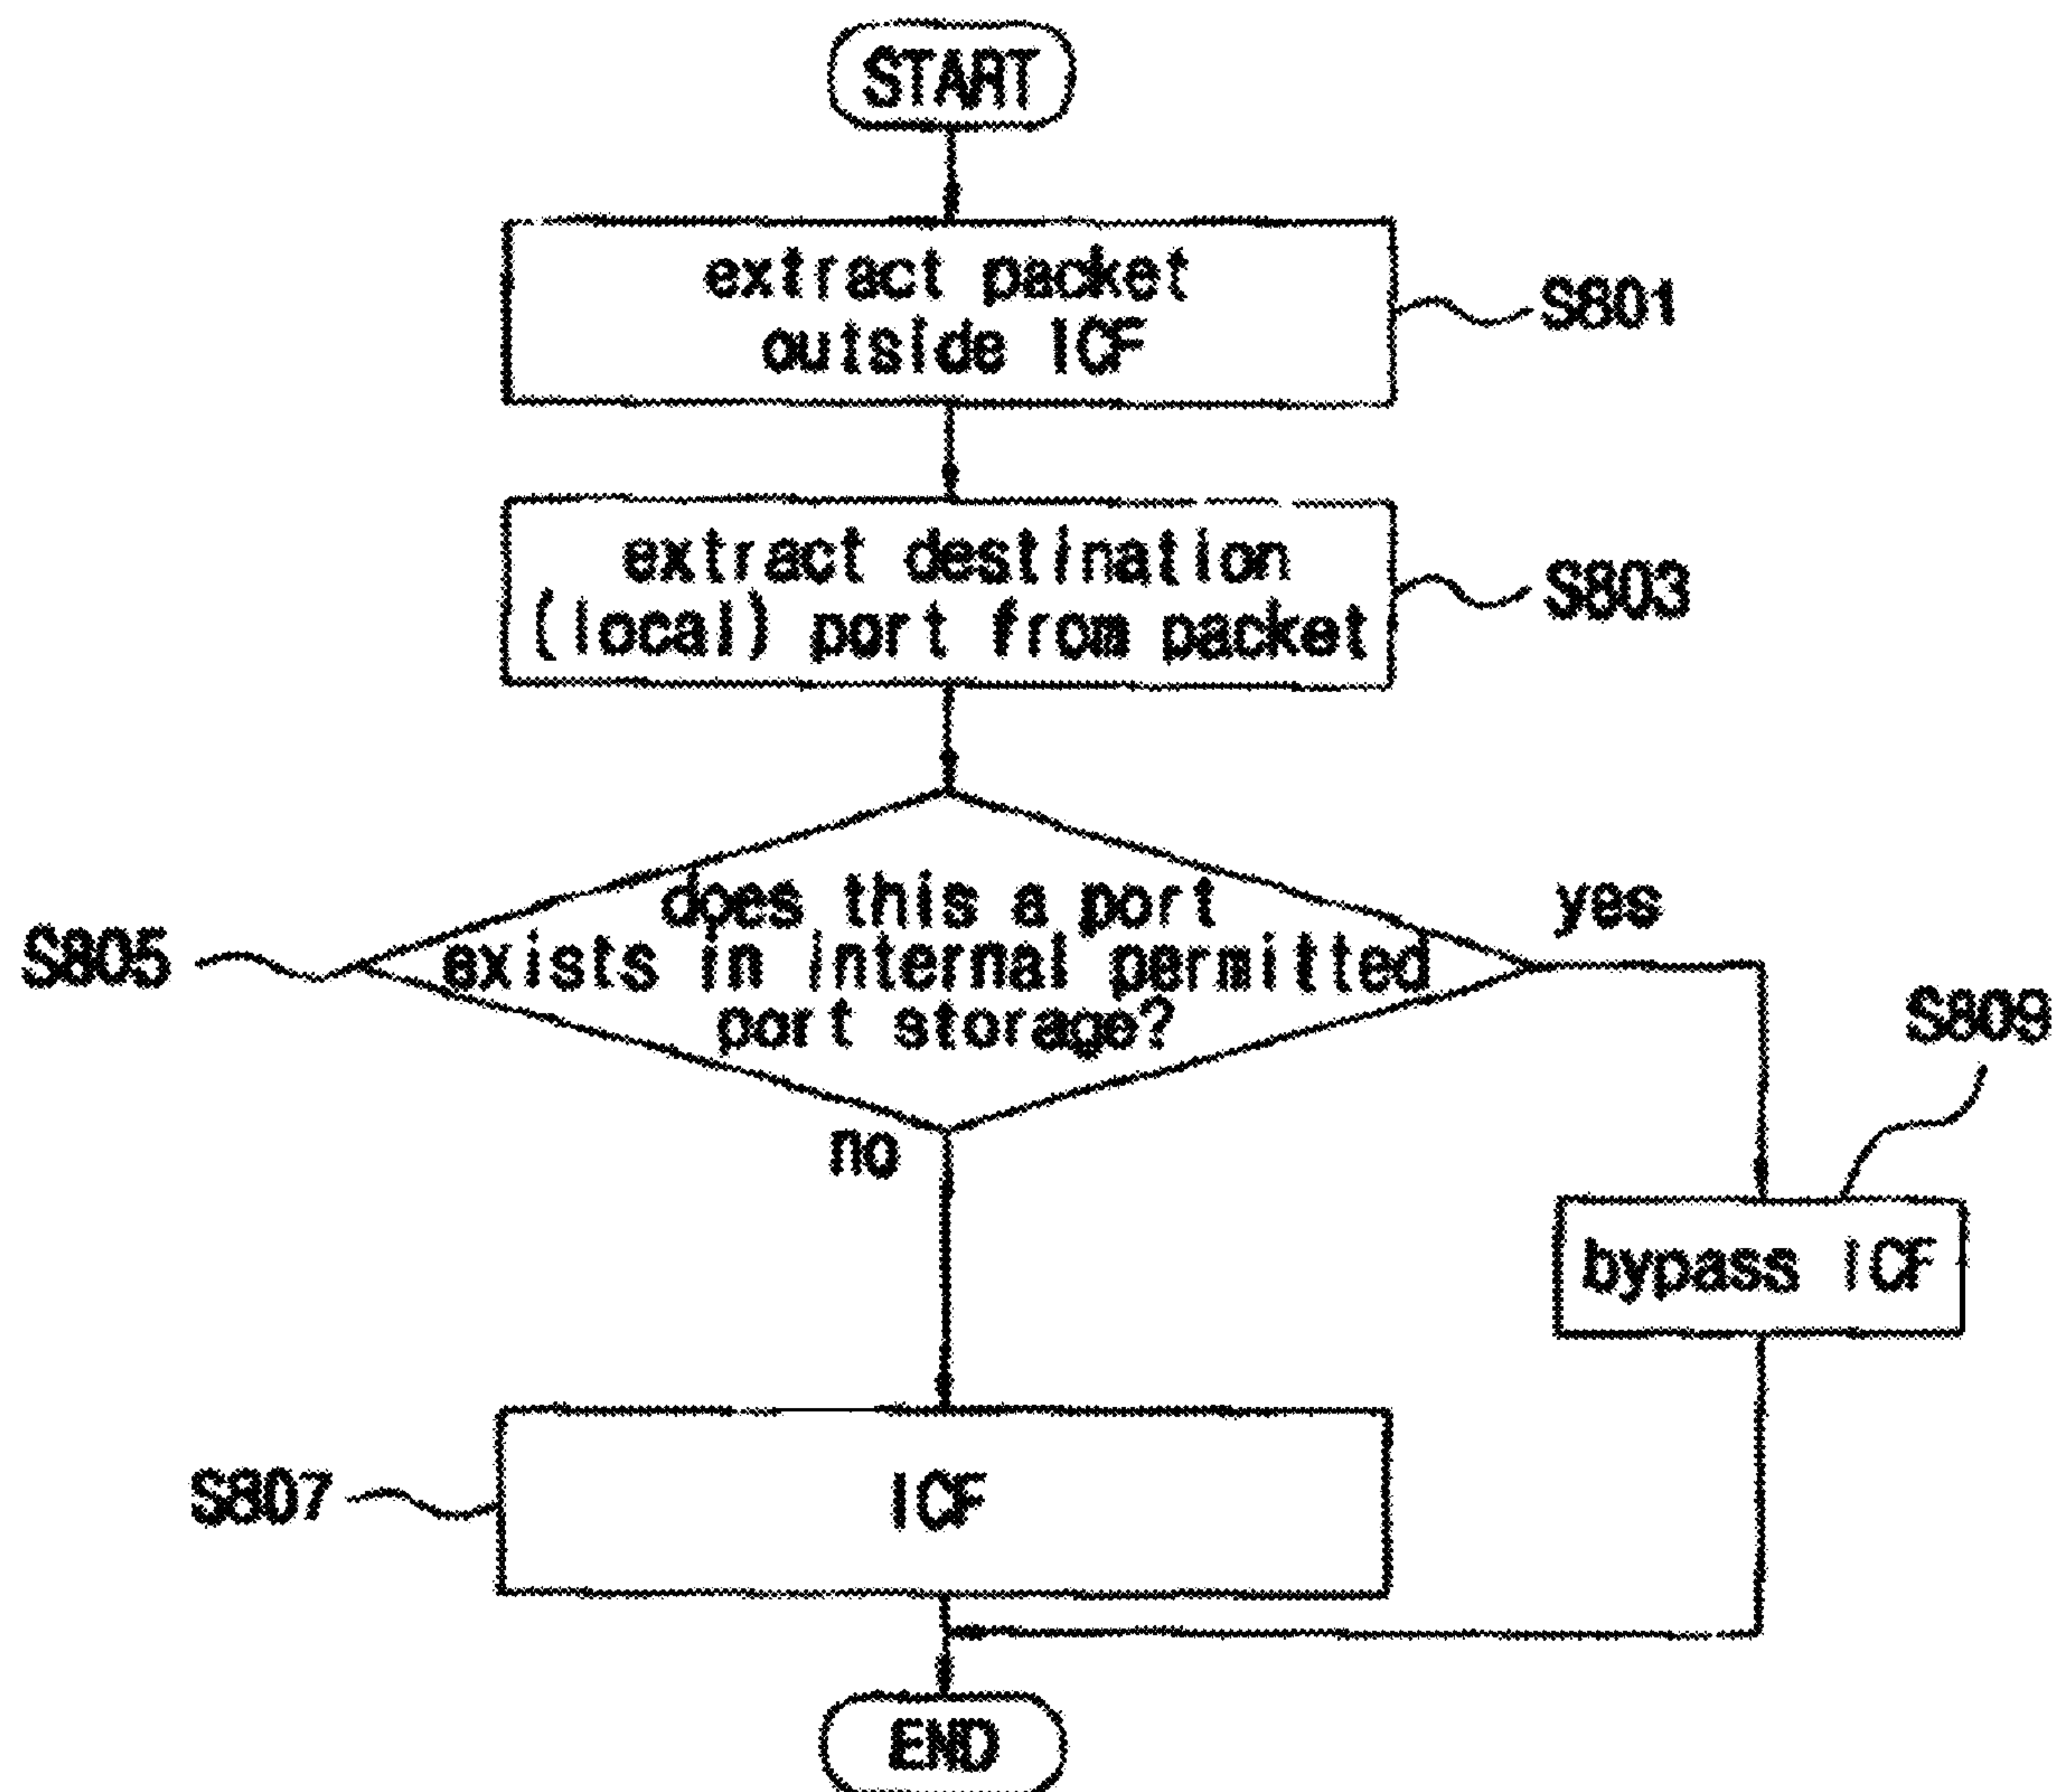 START
extract packet
outside ICF
S801
extract destination
(local) port from packet
S803
does this a port
exists in internal permitted
port storage?
S805
yes
S809
no
bypass ICF
ICF
S807
END